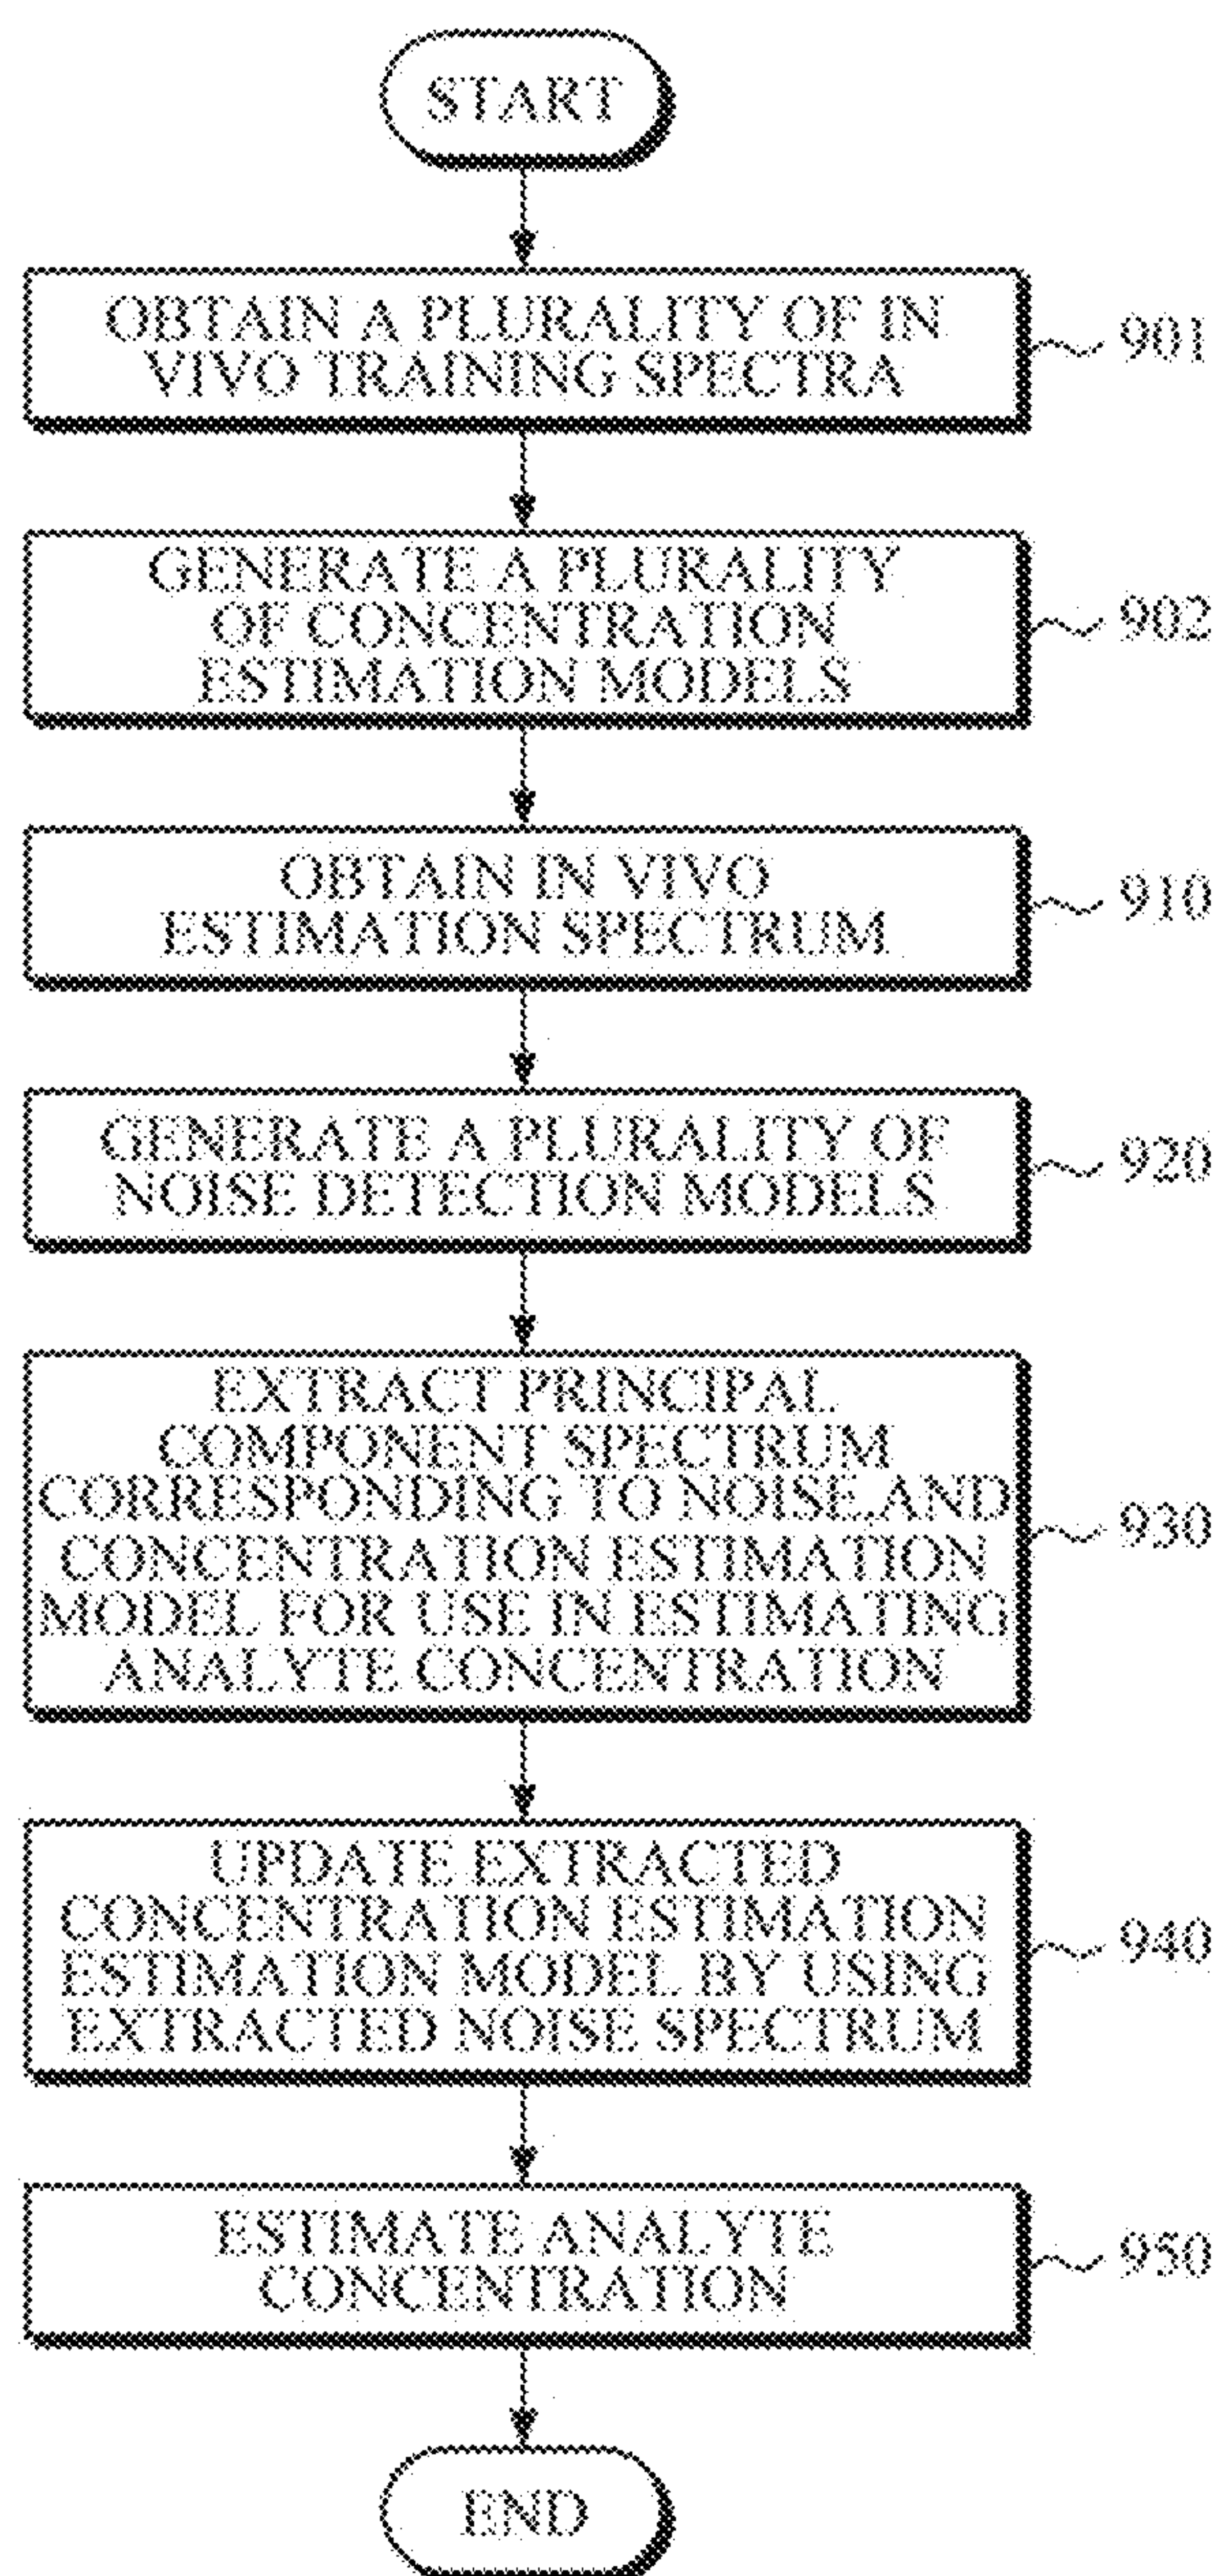 START
OBTAIN A PLURALITY OF IN
VIVO TRAINING SPECTRA
901
GENERATE A PLURALITY
OF CONCENTRATION
ESTIMATION MODELS
902
OBTAIN IN VIVO
ESTIMATION SPECTRUM
910
GENERATE A PLURALITY OF
NOISE DETECTION MODELS
920
EXTRACT PRINCIPAL
COMPONENT SPECTRUM
CORRESPONDING TO NOISE AND
CONCENTRATION ESTIMATION
MODEL FOR USE IN ESTIMATING
ANALYTE CONCENTRATION
930
UPDATE EXTRACTED
CONCENTRATION ESTIMATION
ESTIMATION MODEL BY USING
EXTRACTED NOISE SPECTRUM
940
ESTIMATE ANALYTE
CONCENTRATION
950
END